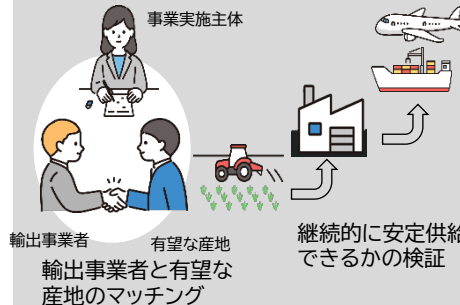 事業実施主体
輸出事業者
有望な産地
輸出事業者と有望な
産地のマッチング
継続的に安定供給
できるかの検証